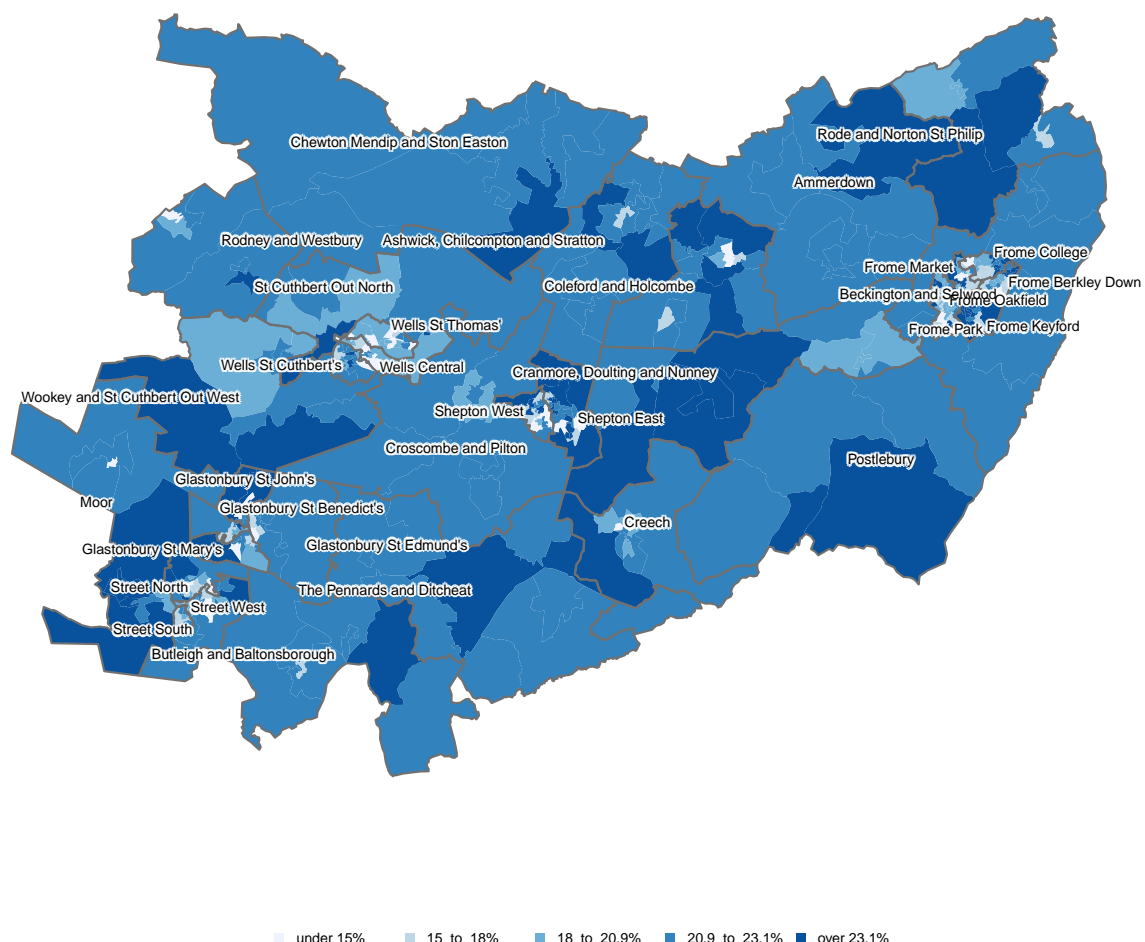 Rode and Norton St Philip
Chewton Mendip and Ston Easton
Ammerdown
Rodney and Westbury
Ashwick, Chilcompton and Stratton
Frome College
Frome Market
Frome Berkley Down
St Cuthbert Out North
Coleford and Holcombe
Beckington and Selwood
Frome Oakfield
Wells St Thomas'
Frome Park
Frome Keyford
Wells St Cuthbert's
Wells Central
Cranmore, Doulting and Nunney
Wookey and St Cuthbert Out West
Shepton West
Shepton East
Croscombe and Pilton
Postlebury
Glastonbury St John's
Moor
Glastonbury St Benedict's
Creech
Glastonbury St Mary's
Glastonbury St Edmund's
Street North
The Pennards and Ditcheat
Street West
Street South
Butleigh and Baltonsborough
under 15% 15 to 18% 18 to 20.9% 20.9 to 23.1% over 23.1%